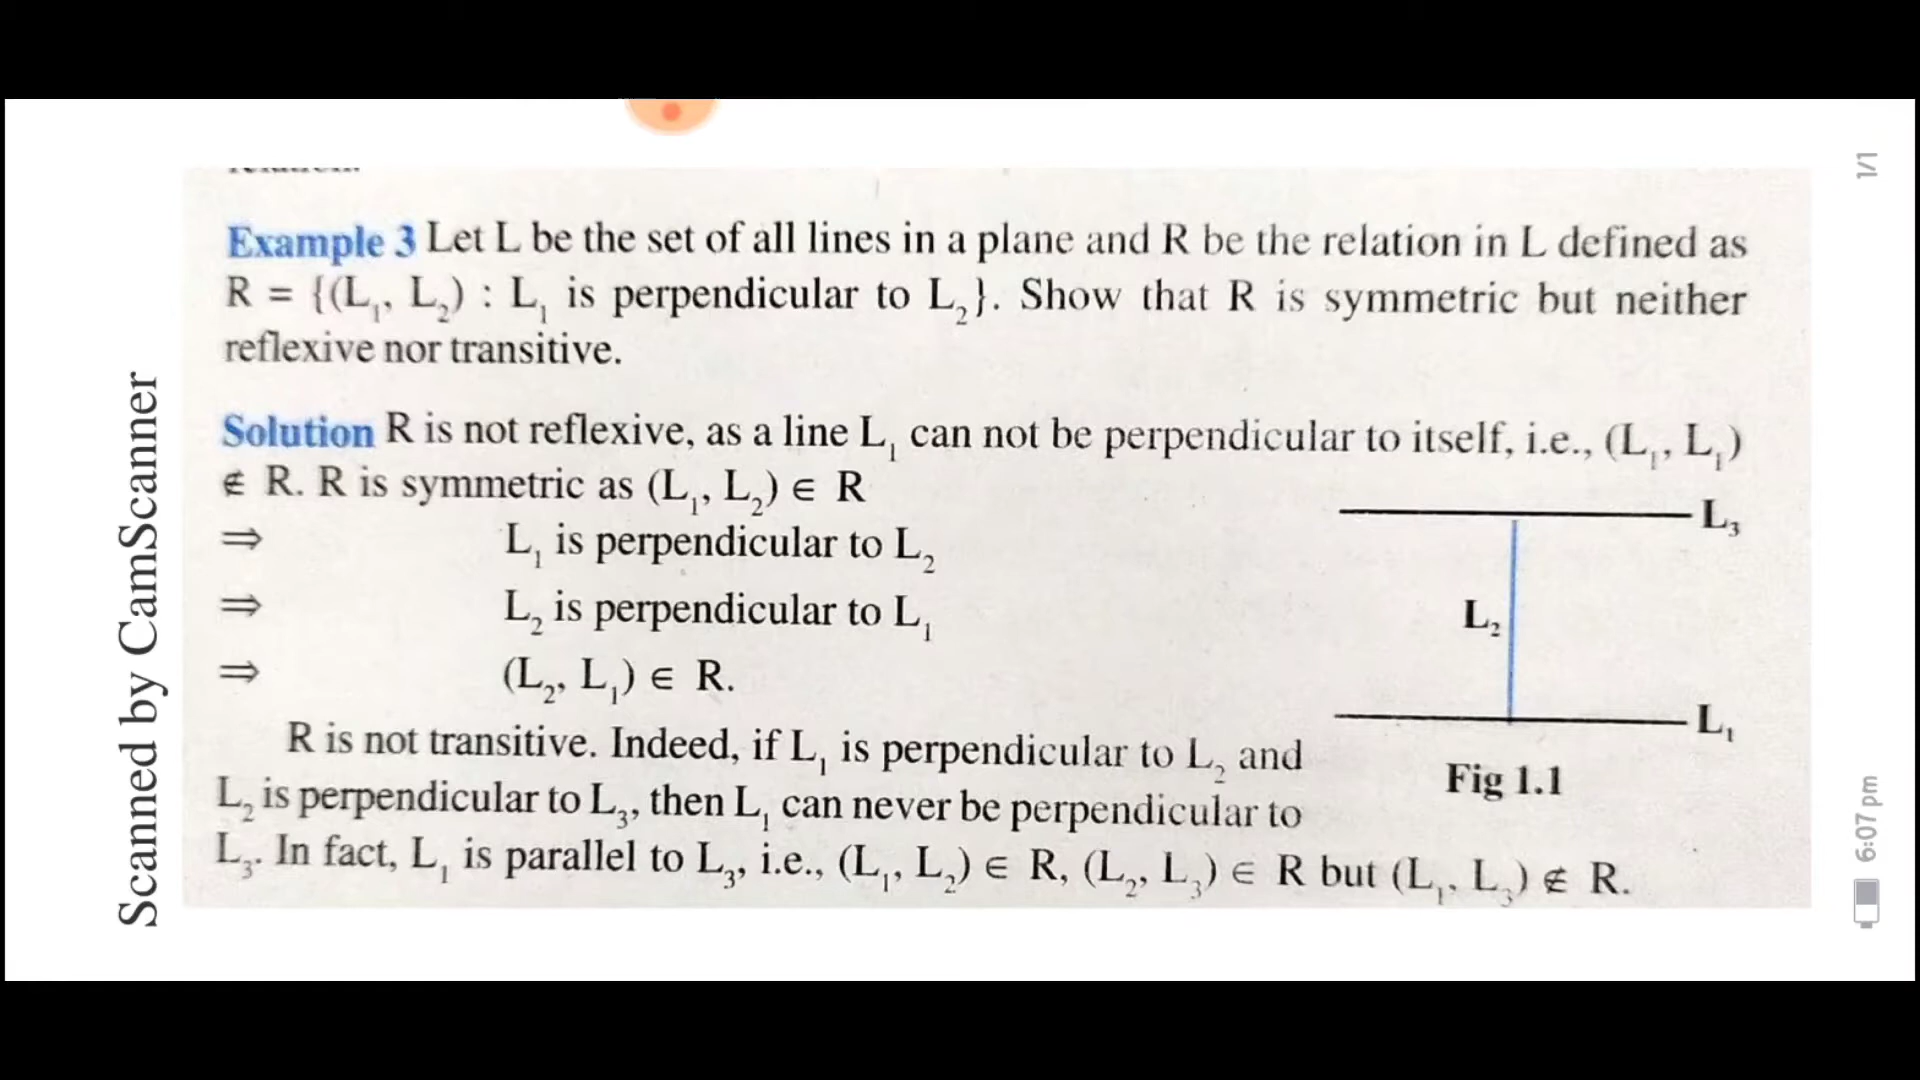 Example 3 Let L be the set of all lines in a plane and R be the relation in L defined as
R = {(L₁, L₂) : L₁ is perpendicular to L₂}. Show that R is symmetric but neither
reflexive nor transitive.
Solution R is not reflexive, as a line L₁ can not be perpendicular to itself, i.e., (L₁, L₁)
∉ R. R is symmetric as (L₁, L₂) ∈ R
⇒ L₁ is perpendicular to L₂
⇒ L₂ is perpendicular to L₁
⇒ (L₂, L₁) ∈ R.
R is not transitive. Indeed, if L₁ is perpendicular to L₂ and
L₂ is perpendicular to L₃, then L₁ can never be perpendicular to
L₃. In fact, L₁ is parallel to L₃, i.e., (L₁, L₂) ∈ R, (L₂, L₃) ∈ R but (L₁, L₃) ∉ R.
L₃
L₂
L₁
Fig 1.1
Scanned by CamScanner
1/1
6:07 pm